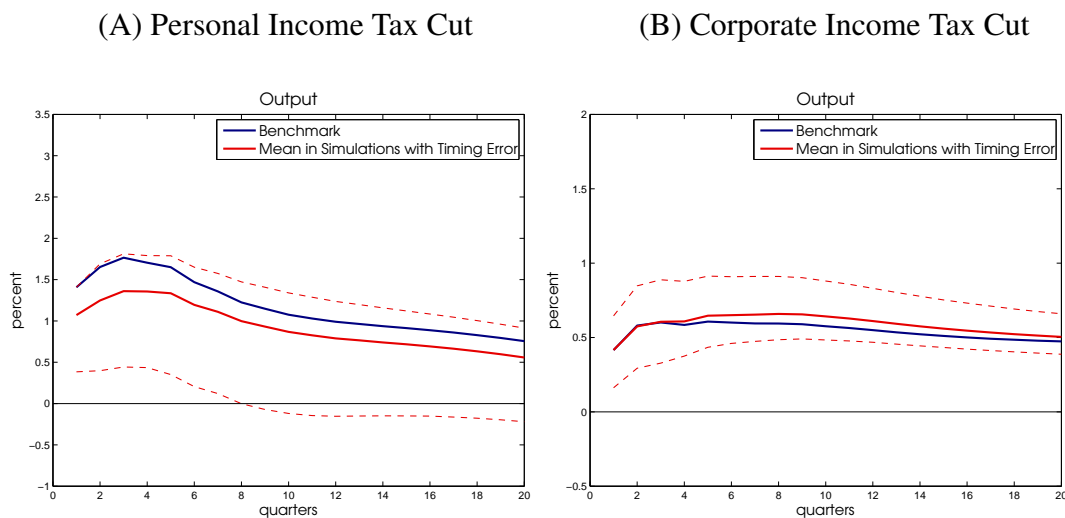 (A) Personal Income Tax Cut
Output
Benchmark
Mean in Simulations with Timing Error
3.5
3
2.5
2
1.5
1
0.5
0
−0.5
−1
percent
0 2 4 6 8 10 12 14 16 18 20
quarters
(B) Corporate Income Tax Cut
Output
Benchmark
Mean in Simulations with Timing Error
2
1.5
1
0.5
0
−0.5
percent
0 2 4 6 8 10 12 14 16 18 20
quarters